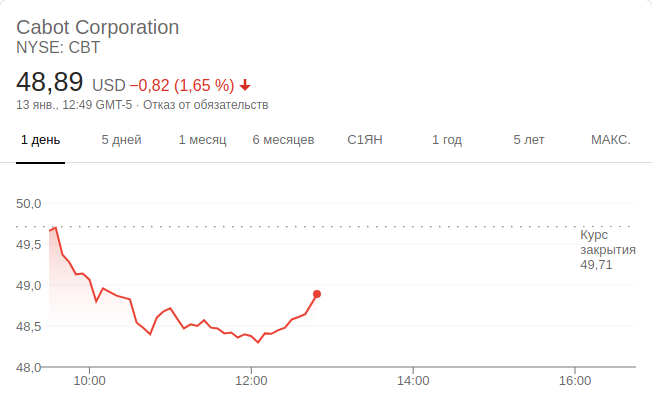 Cabot Corporation
NYSE: CBT
48,89 USD −0,82 (1,65 %)
13 янв., 12:49 GMT-5 · Отказ от обязательств
1 день 5 дней 1 месяц 6 месяцев С1ЯН 1 год 5 лет МАКС.
50,0
Курс
49,5
закрытия
49,71
49,0
48,5
48,0
10:00 12:00 14:00 16:00